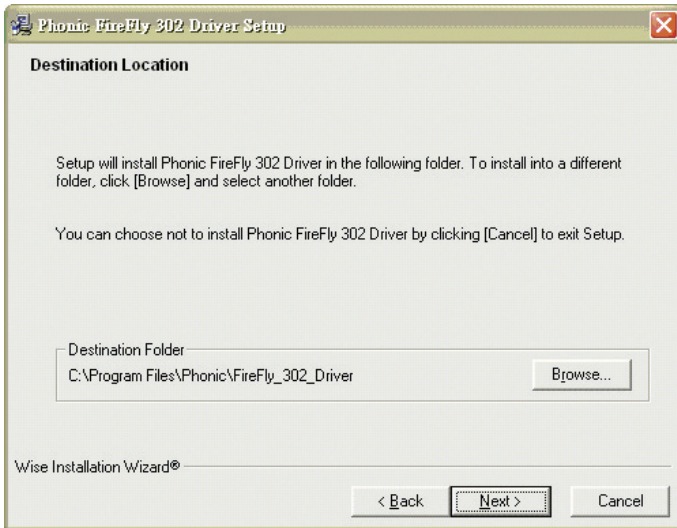 Phonic FireFly 302 Driver Setup
Destination Location
Setup will install Phonic FireFly 302 Driver in the following folder. To install into a different
folder, click [Browse] and select another folder.
You can choose not to install Phonic FireFly 302 Driver by clicking [Cancel] to exit Setup.
Destination Folder
C:\Program Files\Phonic\FireFly_302_Driver
Browse...
Wise Installation Wizard®
< Back
Next >
Cancel